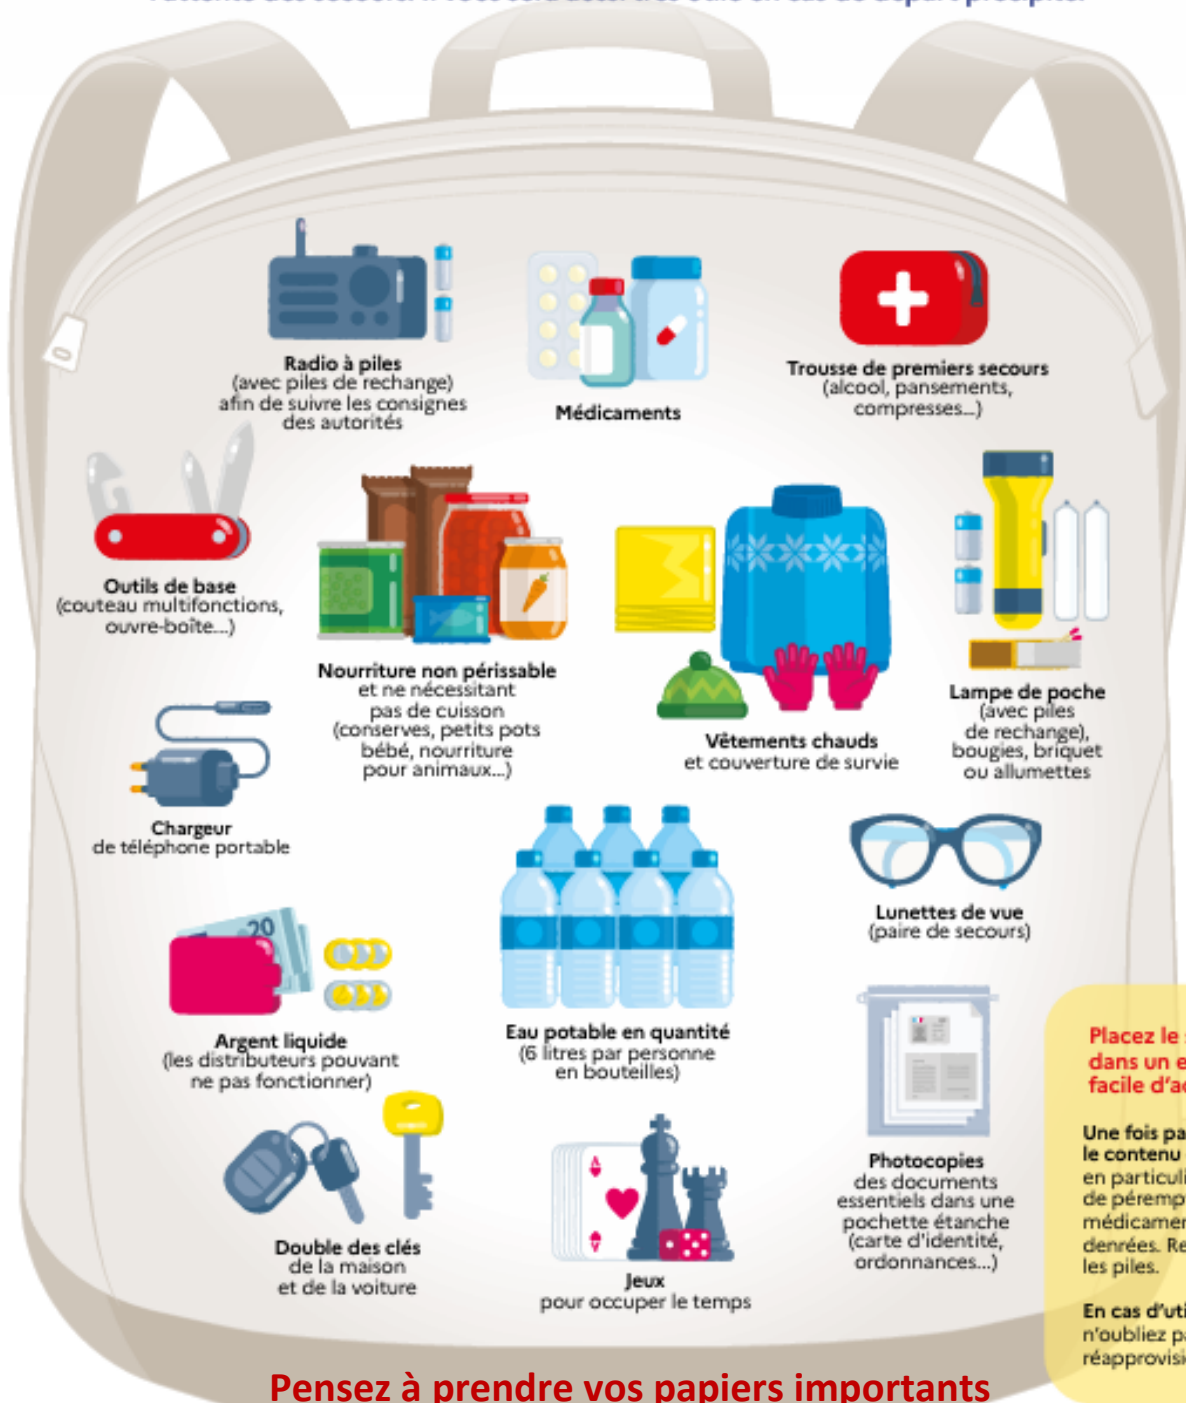 Radio à piles
(avec piles de rechange)
afin de suivre les consignes
des autorités
Médicaments
Trousse de premiers secours
(alcool, pansements,
compresses...)
Outils de base
(couteau multifonctions,
ouvre-boîte...)
Nourriture non périssable
et ne nécessitant
pas de cuisson
(conserves, petits pots
bébé, nourriture
pour animaux...)
Vêtements chauds
et couverture de survie
Lampe de poche
(avec piles
de rechange),
bougies, briquet
ou allumettes
Chargeur
de téléphone portable
Lunettes de vue
(paire de secours)
20
Argent liquide
(les distributeurs pouvant
ne pas fonctionner)
Eau potable en quantité
(6 litres par personne
en bouteilles)
Photocopies
des documents
essentiels dans une
pochette étanche
(carte d'identité,
ordonnances...)
Double des clés
de la maison
et de la voiture
A
Jeux
pour occuper le temps
Placez le
dans un
facile
Une fois
le contenu
en
de
les piles.
denrées.
En cas
n'oubliez
Pensez à prendre vos papiers importants